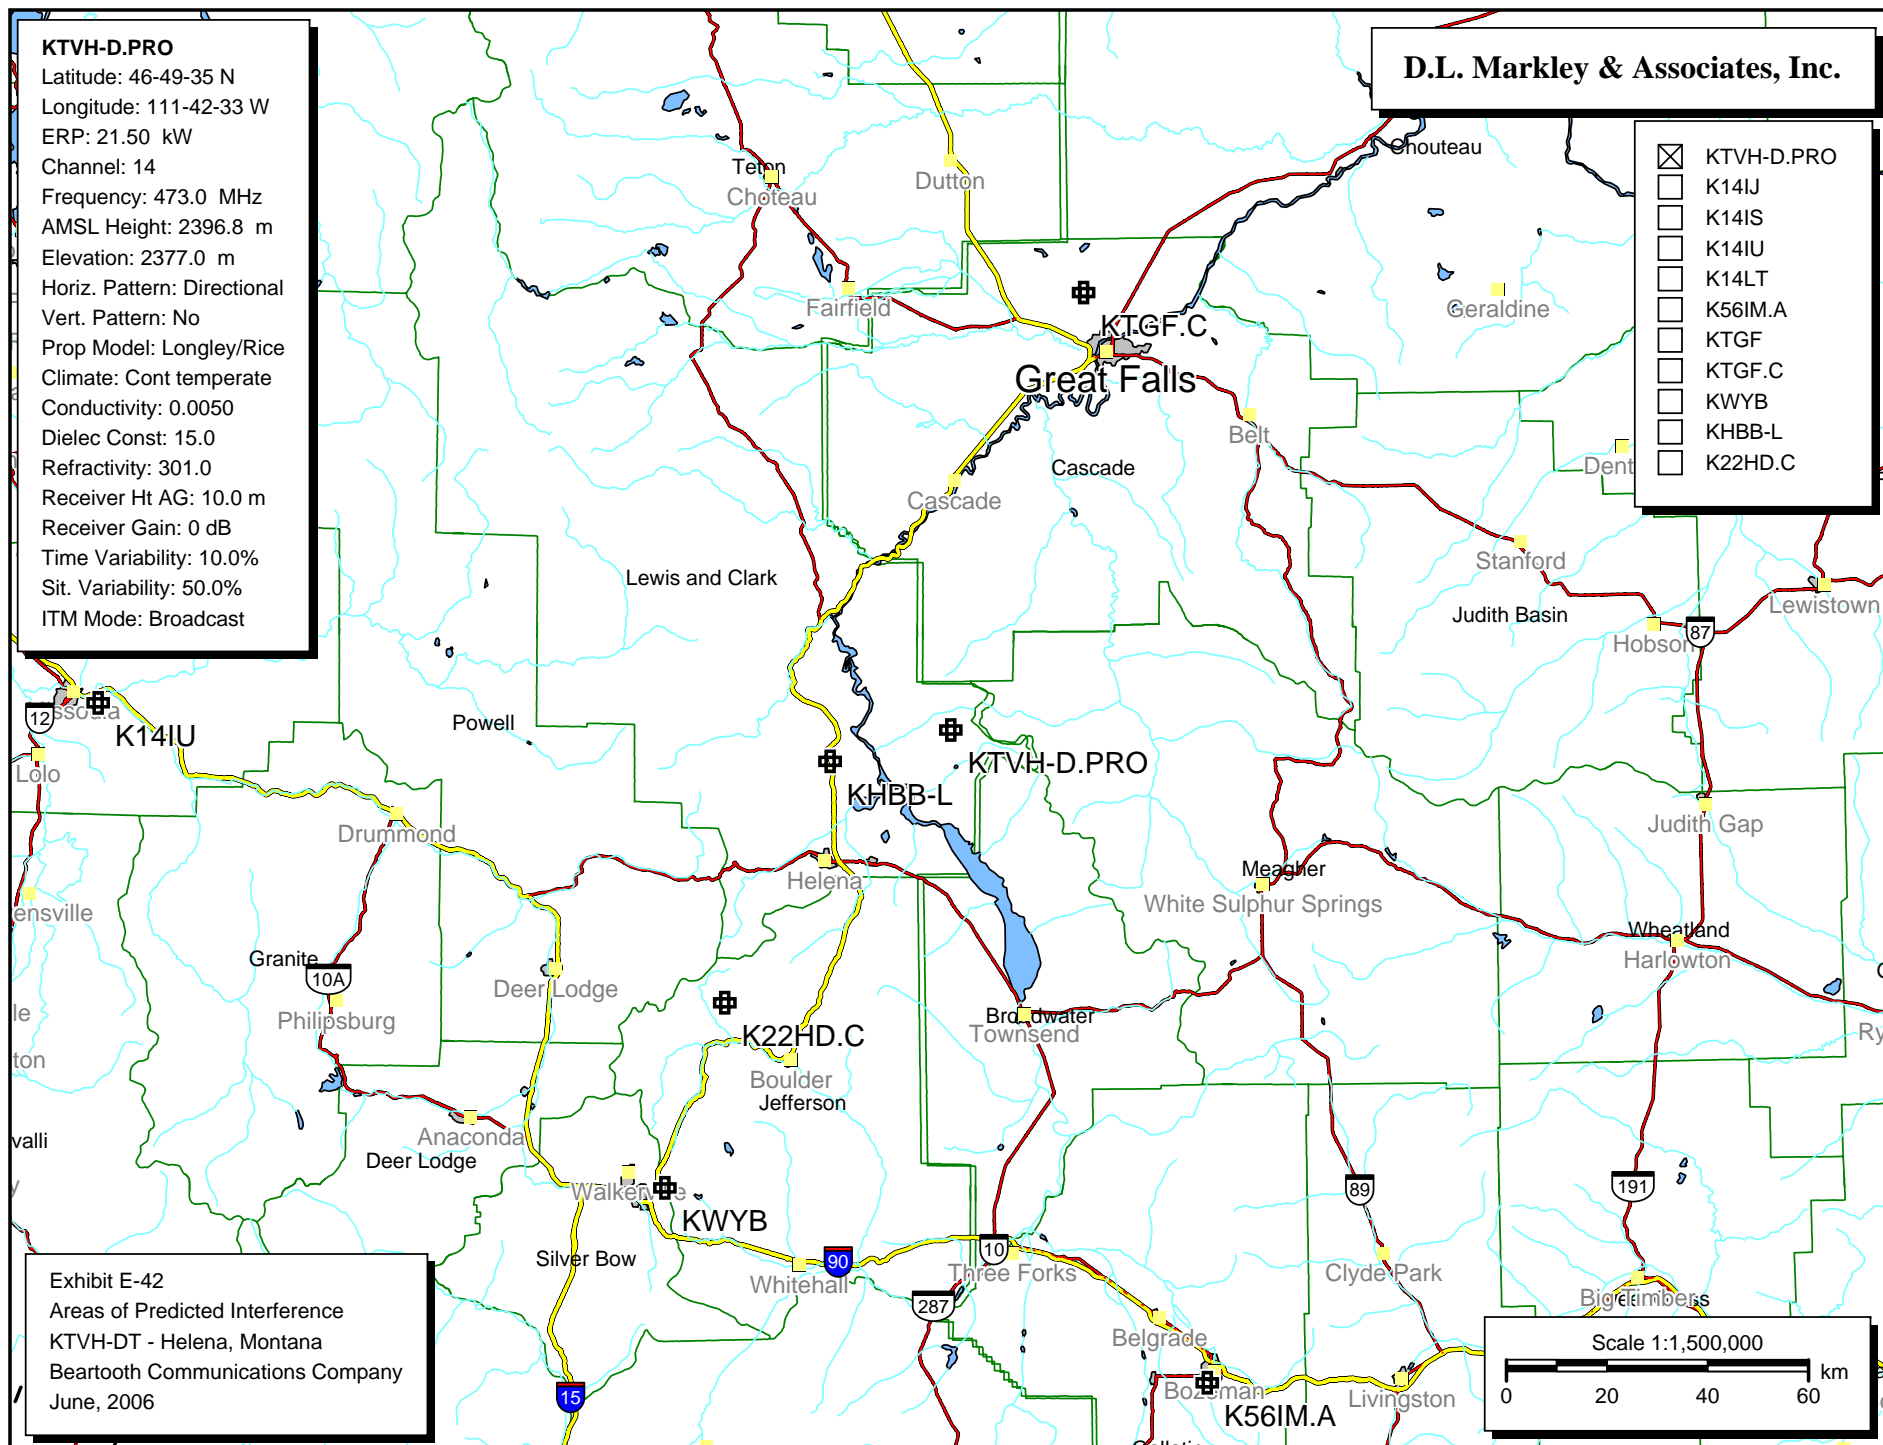 KTVH-D.PRO
Latitude: 46-49-35 N
Longitude: 111-42-33 W
ERP: 21.50 kW
Channel: 14
Frequency: 473.0 MHz
AMSL Height: 2396.8 m
Elevation: 2377.0 m
Horiz. Pattern: Directional
Vert. Pattern: No
Prop Model: Longley/Rice
Climate: Cont temperate
Conductivity: 0.0050
Dielec Const: 15.0
Refractivity: 301.0
Receiver Ht AG: 10.0 m
Receiver Gain: 0 dB
Time Variability: 10.0%
Sit. Variability: 50.0%
ITM Mode: Broadcast
D.L. Markley & Associates, Inc.
KTVH-D.PRO
K14IJ
K14IS
K14IU
K14LT
K56IM.A
KTGF
KTGF.C
KWYB
KHBB-L
K22HD.C
Chouteau
Teton
Choteau
Dutton
Fairfield
Geraldine
KTGF.C
Great Falls
Belt
Cascade
Cascade
Dent
Stanford
Lewis and Clark
Judith Basin
Lewistown
Hobson
87
12
ssoula
K14IU
Powell
Lolo
KTVH-D.PRO
KHBB-L
Drummond
Judith Gap
Helena
Meagher
White Sulphur Springs
ensville
Wheatland
Harlowton
Granite
10A
Deer Lodge
Philipsburg
le
K22HD.C
Broadwater
Townsend
Ry
ton
Boulder
Jefferson
Anaconda
Deer Lodge
valli
y
89
191
Walkerville
KWYB
Silver Bow
90
Whitehall
10
Three Forks
Clyde Park
287
Big Timber
Belgrade
15
Bozeman
Livingston
K56IM.A
Exhibit E-42
Areas of Predicted Interference
KTVH-DT - Helena, Montana
Beartooth Communications Company
June, 2006
Scale 1:1,500,000
km
0 20 40 60